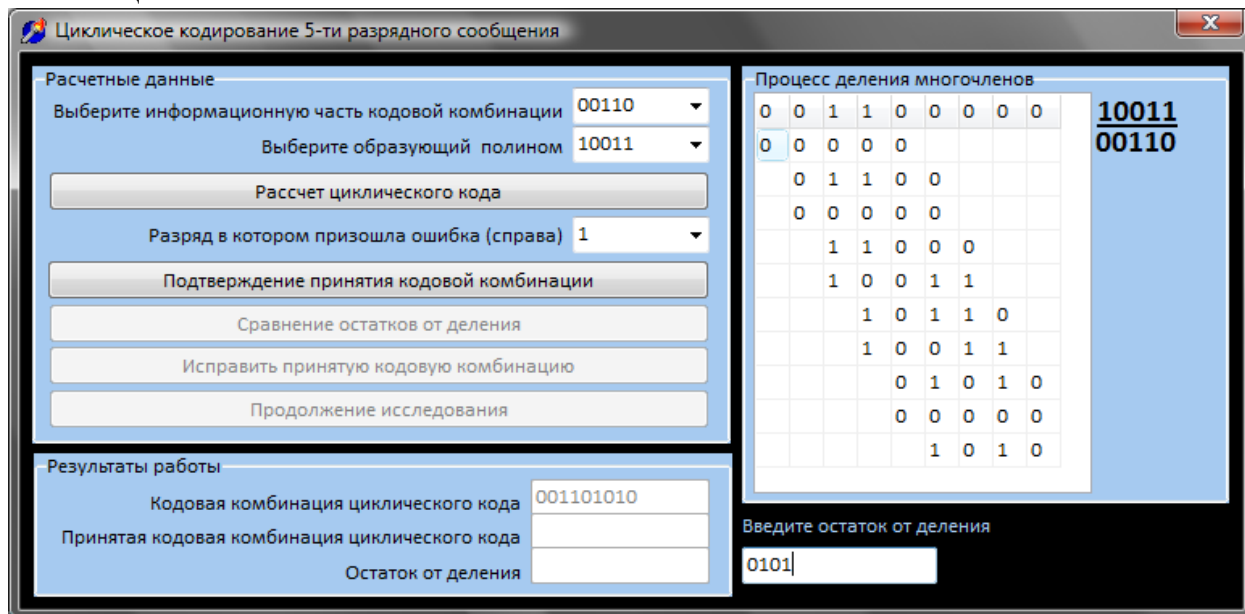 Циклическое кодирование 5-ти разрядного сообщения
Расчетные данные
Выберите информационную часть кодовой комбинации 00110
Выберите образующий полином 10011
Рассчет циклического кода
Разряд в котором призошла ошибка (справа) 1
Подтверждение принятия кодовой комбинации
Сравнение остатков от деления
Исправить принятую кодовую комбинацию
Продолжение исследования
Результаты работы
Кодовая комбинация циклического кода 001101010
Принятая кодовая комбинация циклического кода
Остаток от деления
Процесс деления многочленов
0 0 1 1 0 0 0 0 0
0 0 0 0 0
0 1 1 0 0
0 0 0 0 0
1 1 0 0 0
1 0 0 1 1
1 0 1 1 0
1 0 0 1 1
0 1 0 1 0
0 0 0 0 0
1 0 1 0
10011
00110
Введите остаток от деления
0101